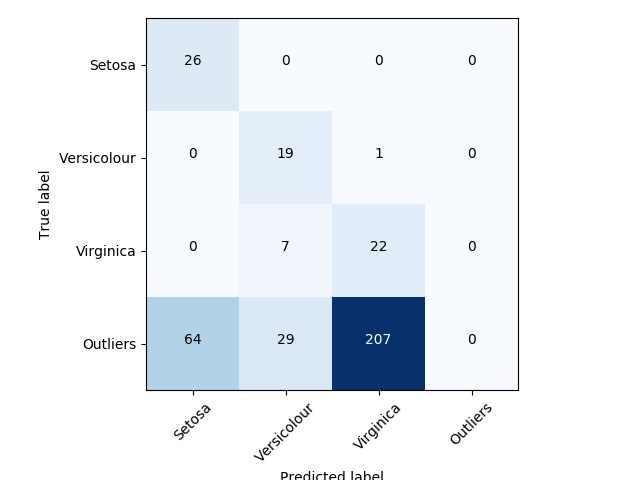 Setosa 26 0 0 0
Versicolour 0 19 1 0
Virginica 0 7 22 0
Outliers 64 29 207 0
Setosa Versicolour Virginica Outliers
Predicted label
True label